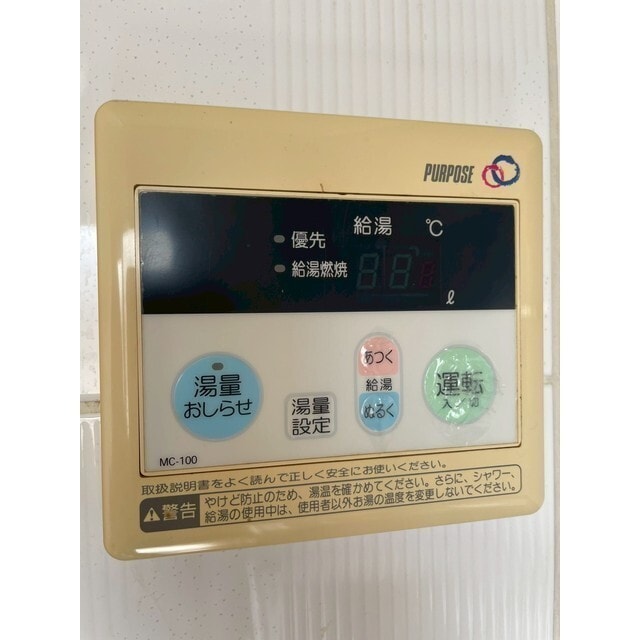 PURPOSE
給湯 ℃
優先
給湯燃焼
ℓ
湯量
おしらせ
湯量
設定
あつく
給湯
ぬるく
運転
入／切
MC-100
取扱説明書をよく読んで正しく安全にお使いください。
警告
やけど防止のため、湯温を確かめてください。さらに、シャワー、
給湯の使用中は、使用者以外お湯の温度を変更しないでください。